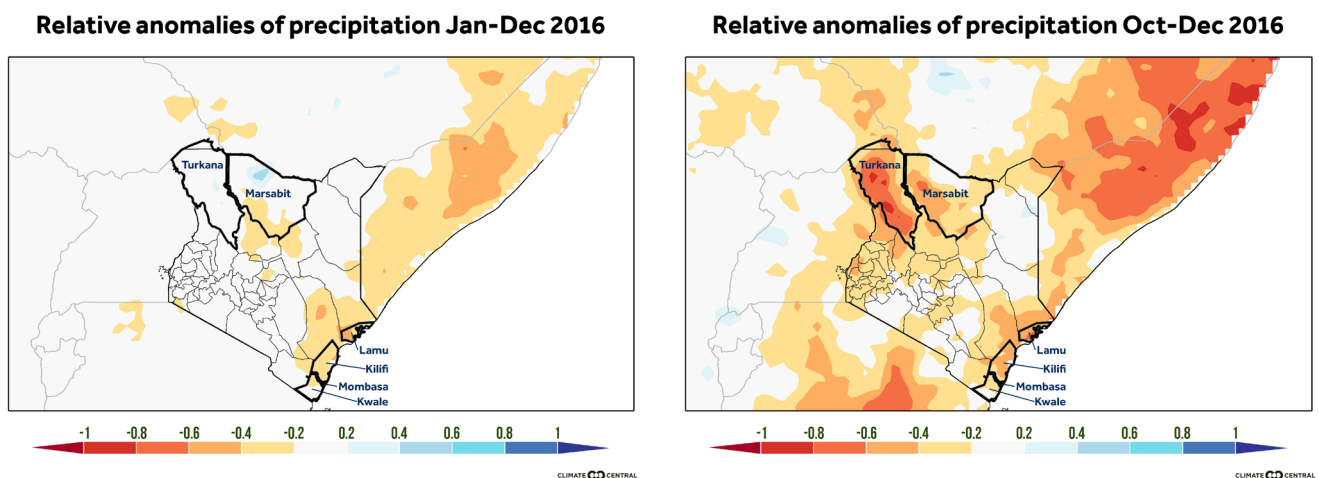 Relative anomalies of precipitation Jan-Dec 2016
Turkana
Marsabit
Lamu
Kilifi
Mombasa
Kwale
-1 -0.8 -0.6 -0.4 -0.2 0.2 0.4 0.6 0.8 1
CLIMATE CENTRAL
Relative anomalies of precipitation Oct-Dec 2016
Turkana
Marsabit
Lamu
Kilifi
Mombasa
Kwale
-1 -0.8 -0.6 -0.4 -0.2 0.2 0.4 0.6 0.8 1
CLIMATE CENTRAL